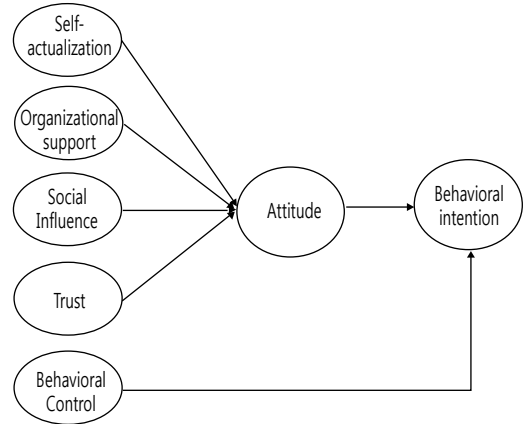 Self-
actualization
Organizational
support
Social
Influence
Trust
Behavioral
Control
Attitude
Behavioral
intention